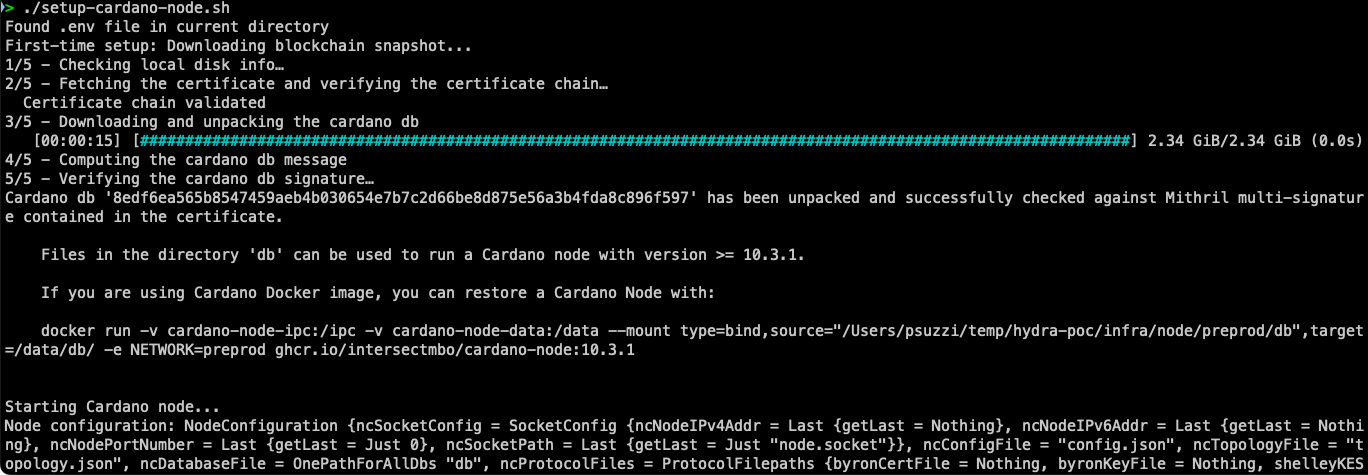 > ./setup-cardano-node.sh
Found .env file in current directory
First-time setup: Downloading blockchain snapshot...
1/5 - Checking local disk info…
2/5 - Fetching the certificate and verifying the certificate chain…
  Certificate chain validated
3/5 - Downloading and unpacking the cardano db
   [00:00:15] [##############################################################################################################] 2.34 GiB/2.34 GiB (0.0s)
4/5 - Computing the cardano db message
5/5 - Verifying the cardano db signature…
Cardano db '8edf6ea565b8547459aeb4b030654e7b7c2d66be8d875e56a3b4fda8c896f597' has been unpacked and successfully checked against Mithril multi-signatur
e contained in the certificate.
    Files in the directory 'db' can be used to run a Cardano node with version >= 10.3.1.
    If you are using Cardano Docker image, you can restore a Cardano Node with:
    docker run -v cardano-node-ipc:/ipc -v cardano-node-data:/data --mount type=bind,source="/Users/psuzzi/temp/hydra-poc/infra/node/preprod/db",target
=/data/db/ -e NETWORK=preprod ghcr.io/intersectmbo/cardano-node:10.3.1
Starting Cardano node...
Node configuration: NodeConfiguration {ncSocketConfig = SocketConfig {ncNodeIPv4Addr = Last {getLast = Nothing}, ncNodeIPv6Addr = Last {getLast = Nothi
ng}, ncNodePortNumber = Last {getLast = Just 0}, ncSocketPath = Last {getLast = Just "node.socket"}}, ncConfigFile = "config.json", ncTopologyFile = "t
opology.json", ncDatabaseFile = OnePathForAllDbs "db", ncProtocolFiles = ProtocolFilepaths {byronCertFile = Nothing, byronKeyFile = Nothing, shelleyKES